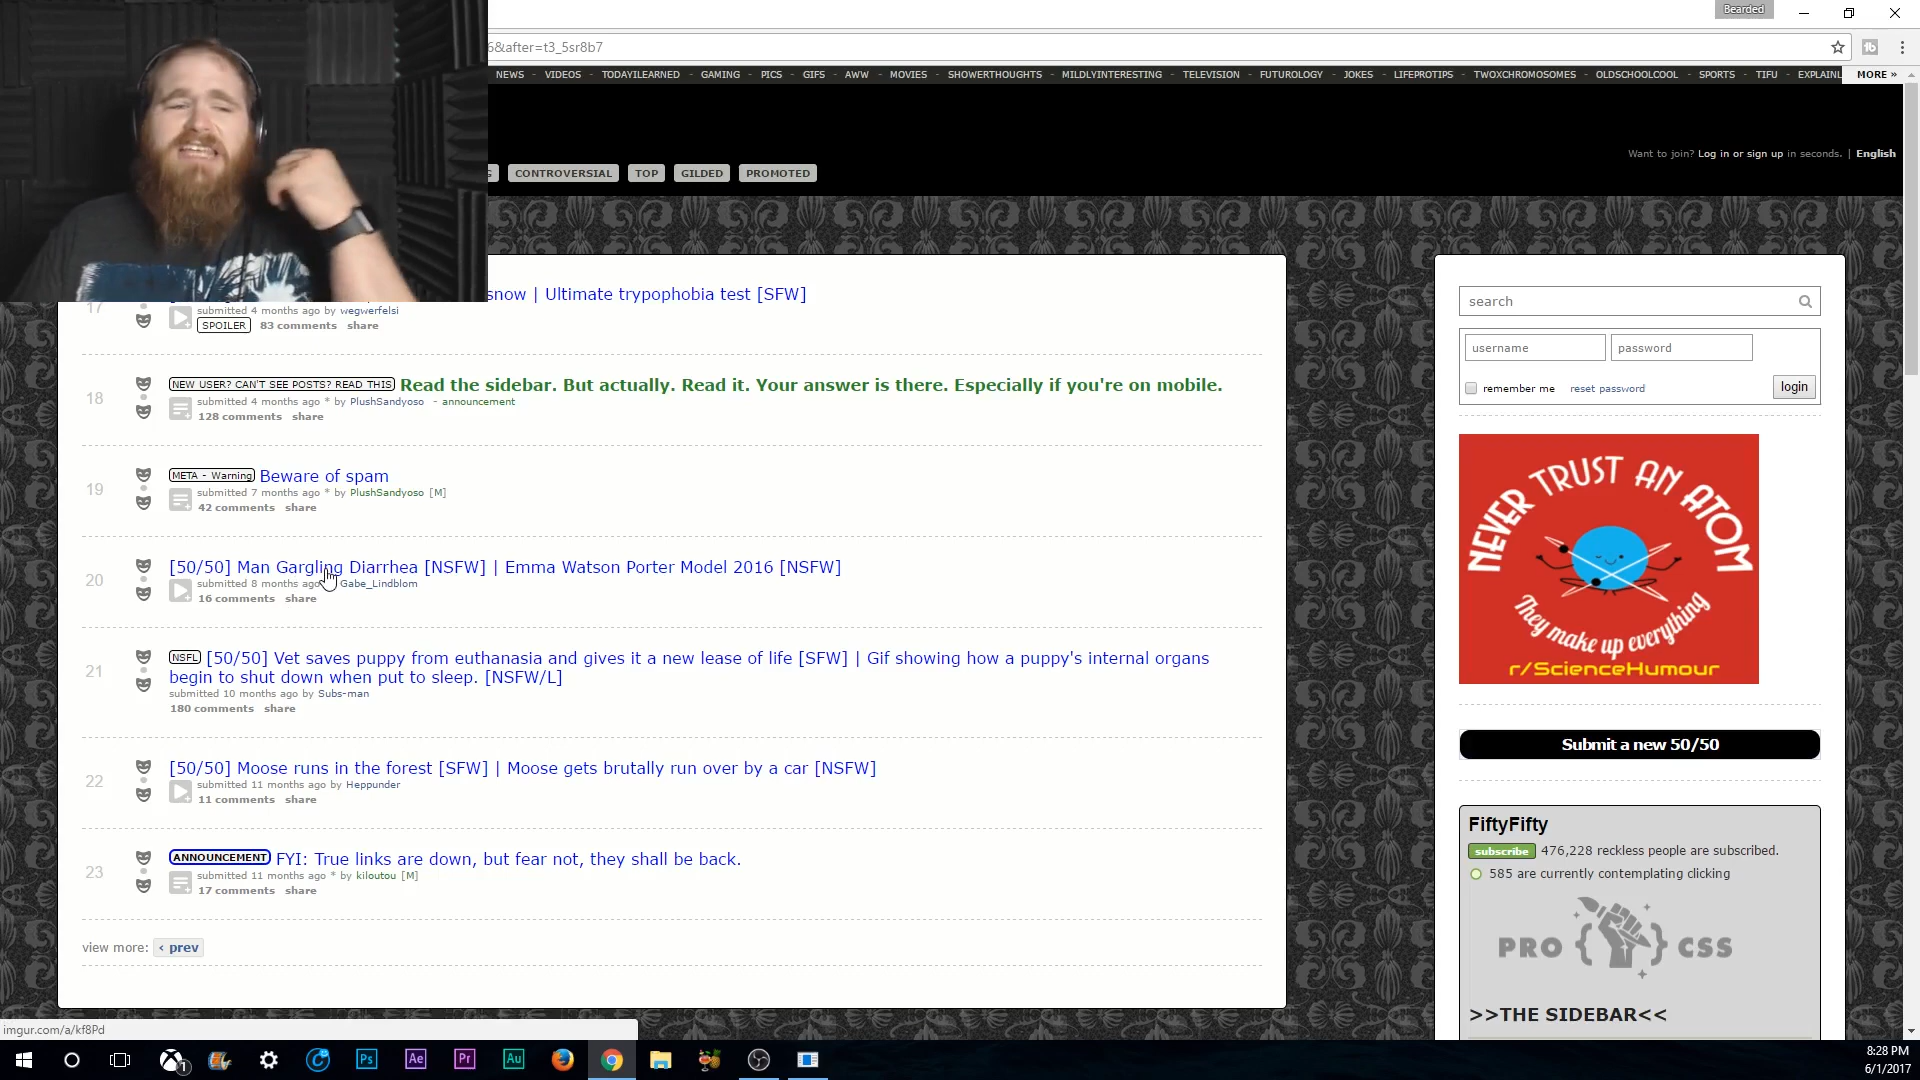 Bearded
6&after=t3_5sr8b7
NEWS - VIDEOS - TODAYILEARNED - GAMING - PICS - GIFS - AWW - MOVIES - SHOWERTHOUGHTS - MILDLYINTERESTING - TELEVISION - FUTUROLOGY - JOKES - LIFEPROTIPS - TWOXCHROMOSOMES - OLDSCHOOLCOOL - SPORTS - TIFU - EXPLAINL MORE »
Want to join? Log in or sign up in seconds. | English
CONTROVERSIAL TOP GILDED PROMOTED
17
snow | Ultimate trypophobia test [SFW]
submitted 4 months ago by wegwerfelsi
SPOILER 83 comments share
18
NEW USER? CAN'T SEE POSTS? READ THIS Read the sidebar. But actually. Read it. Your answer is there. Especially if you're on mobile.
submitted 4 months ago * by PlushSandyoso - announcement
128 comments share
19
META - Warning Beware of spam
submitted 7 months ago * by PlushSandyoso [M]
42 comments share
20
[50/50] Man Gargling Diarrhea [NSFW] | Emma Watson Porter Model 2016 [NSFW]
submitted 8 months ago Gabe_Lindblom
16 comments share
21
NSFL [50/50] Vet saves puppy from euthanasia and gives it a new lease of life [SFW] | Gif showing how a puppy's internal organs
begin to shut down when put to sleep. [NSFW/L]
submitted 10 months ago by Subs-man
180 comments share
22
[50/50] Moose runs in the forest [SFW] | Moose gets brutally run over by a car [NSFW]
submitted 11 months ago by Heppunder
11 comments share
23
ANNOUNCEMENT FYI: True links are down, but fear not, they shall be back.
submitted 11 months ago * by kiloutou [M]
17 comments share
view more: ‹ prev
search
username password
remember me reset password login
NEVER TRUST AN ATOM
They make up everything
r/ScienceHumour
Submit a new 50/50
FiftyFifty
subscribe 476,228 reckless people are subscribed.
585 are currently contemplating clicking
PRO { } CSS
>>THE SIDEBAR<<
imgur.com/a/kf8Pd
1
Ps Ae Pr Au
8:28 PM
6/1/2017